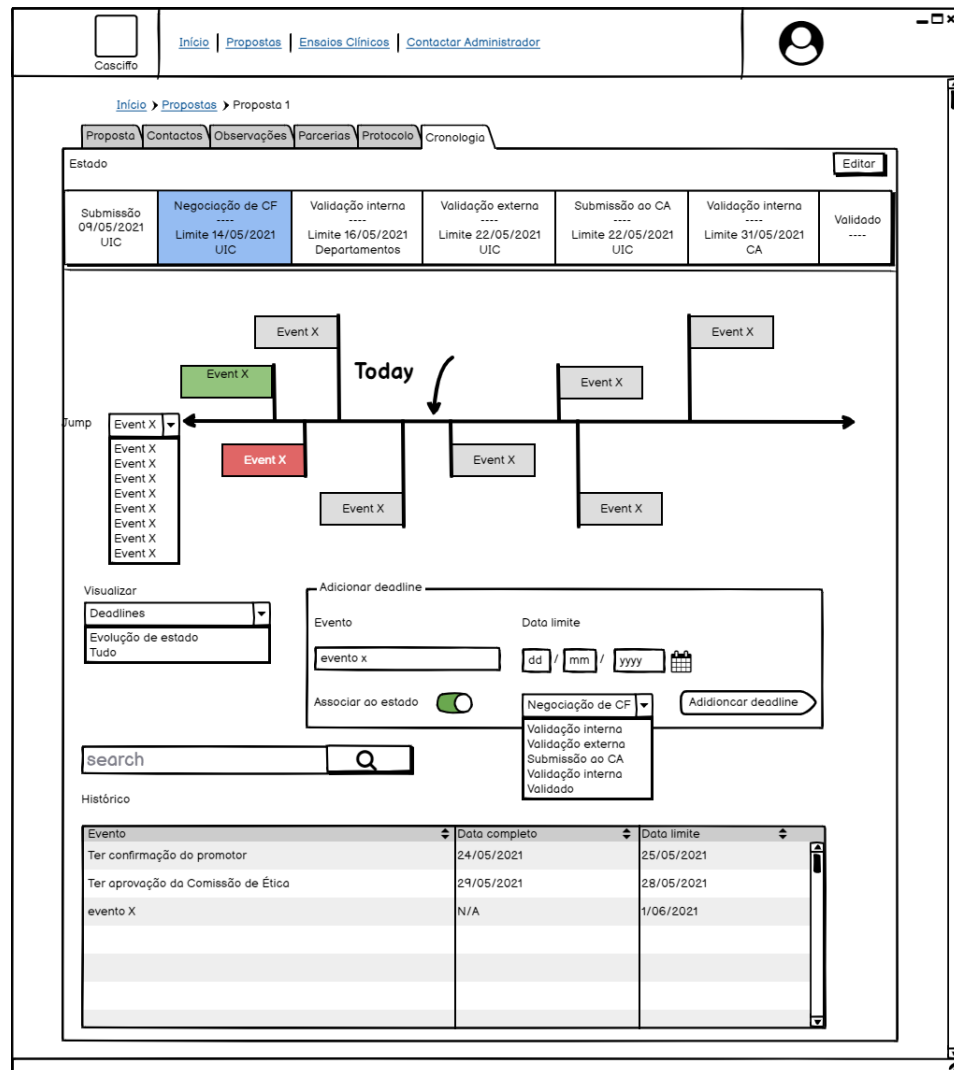 Casciffo
Início | Propostas | Ensaios Clínicos | Contactar Administrador
Início > Propostas > Proposta 1
Proposta Contactos Observações Parcerias Protocolo Cronologia
Estado
Editar
Submissão
09/05/2021
UIC
Negociação de CF
----
Limite 14/05/2021
UIC
Validação interna
----
Limite 16/05/2021
Departamentos
Validação externa
----
Limite 22/05/2021
UIC
Submissão ao CA
----
Limite 22/05/2021
UIC
Validação interna
----
Limite 31/05/2021
CA
Validado
----
Event X
Event X
Today
Event X
Event X
Jump
Event X
Event X
Event X
Event X
Event X
Event X
Event X
Event X
Event X
Event X
Event X
Event X
Event X
Visualizar
Deadlines
Evolução de estado
Tudo
Adicionar deadline
Evento
Data limite
evento x
dd / mm / yyyy
Associar ao estado
Negociação de CF
Adidioncar deadline
Validação interna
Validação externa
Submissão ao CA
Validação interna
Validado
search
Histórico
Evento Data completo Data limite
Ter confirmação do promotor 24/05/2021 25/05/2021
Ter aprovação da Comissão de Ética 29/05/2021 28/05/2021
evento X N/A 1/06/2021